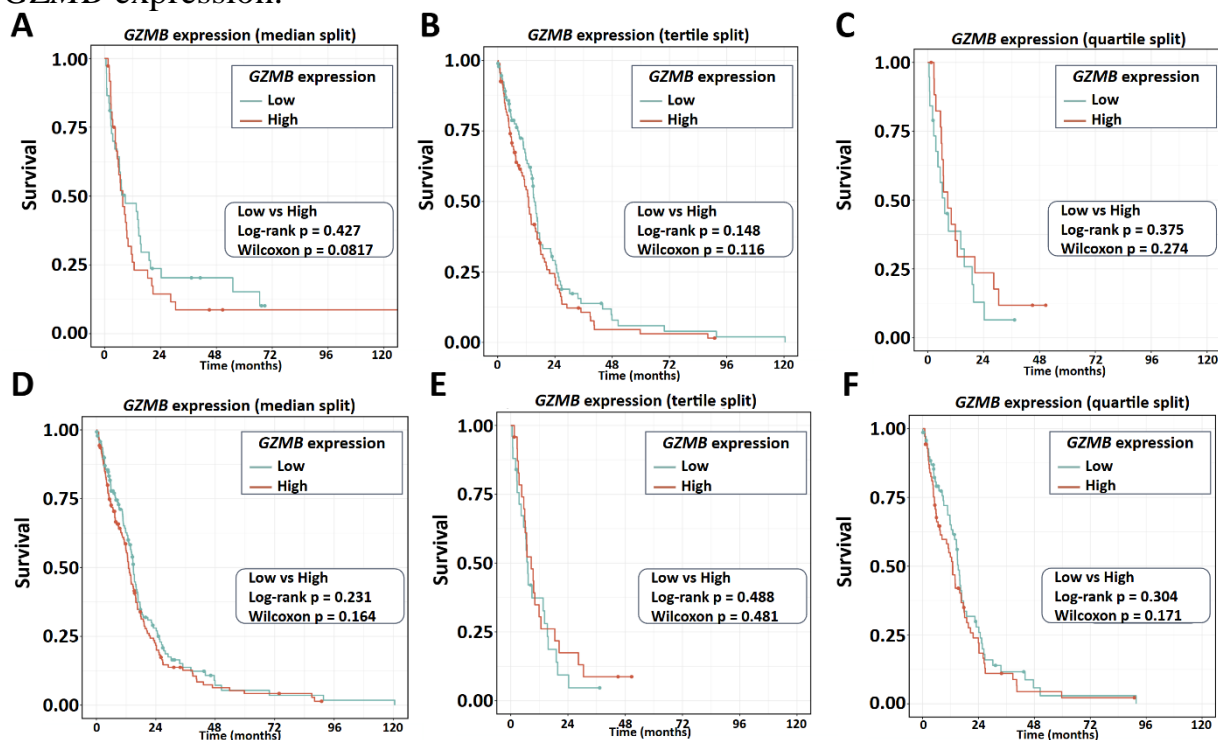 GZMB expression.
A
GZMB expression (median split)
1.00
0.75
0.50
0.25
0.00
Survival
GZMB expression
Low
High
Low vs High
Log-rank p = 0.427
Wilcoxon p = 0.0817
0 24 48 72 96 120
Time (months)
B
GZMB expression (tertile split)
1.00
0.75
0.50
0.25
0.00
Survival
GZMB expression
Low
High
Low vs High
Log-rank p = 0.148
Wilcoxon p = 0.116
0 24 48 72 96 120
Time (months)
C
GZMB expression (quartile split)
1.00
0.75
0.50
0.25
0.00
Survival
GZMB expression
Low
High
Low vs High
Log-rank p = 0.375
Wilcoxon p = 0.274
0 24 48 72 96 120
Time (months)
D
GZMB expression (median split)
1.00
0.75
0.50
0.25
0.00
Survival
GZMB expression
Low
High
Low vs High
Log-rank p = 0.231
Wilcoxon p = 0.164
0 24 48 72 96 120
Time (months)
E
GZMB expression (tertile split)
1.00
0.75
0.50
0.25
0.00
Survival
GZMB expression
Low
High
Low vs High
Log-rank p = 0.488
Wilcoxon p = 0.481
0 24 48 72 96 120
Time (months)
F
GZMB expression (quartile split)
1.00
0.75
0.50
0.25
0.00
Survival
GZMB expression
Low
High
Low vs High
Log-rank p = 0.304
Wilcoxon p = 0.171
0 24 48 72 96 120
Time (months)